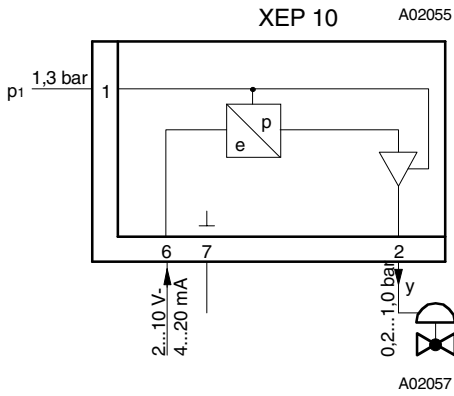 XEP 10
A02055
p1
1,3 bar
1
p
e
6
7
2
2...10 V-
4...20 mA
0,2...1,0 bar
y
A02057